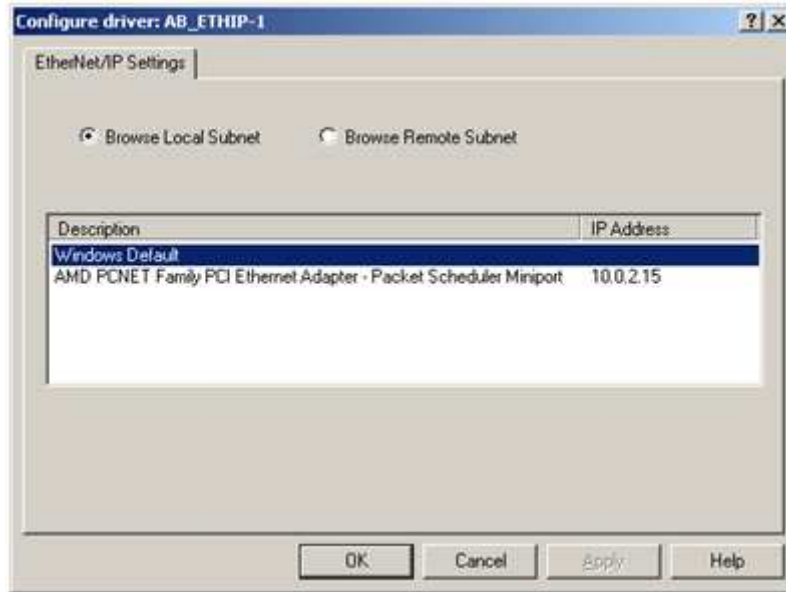 Configure driver: AB_ETHIP-1
EtherNet/IP Settings
Browse Local Subnet Browse Remote Subnet
Description IP Address
Windows Default
AMD PCNET Family PCI Ethernet Adapter - Packet Scheduler Miniport 10.0.2.15
OK Cancel Apply Help